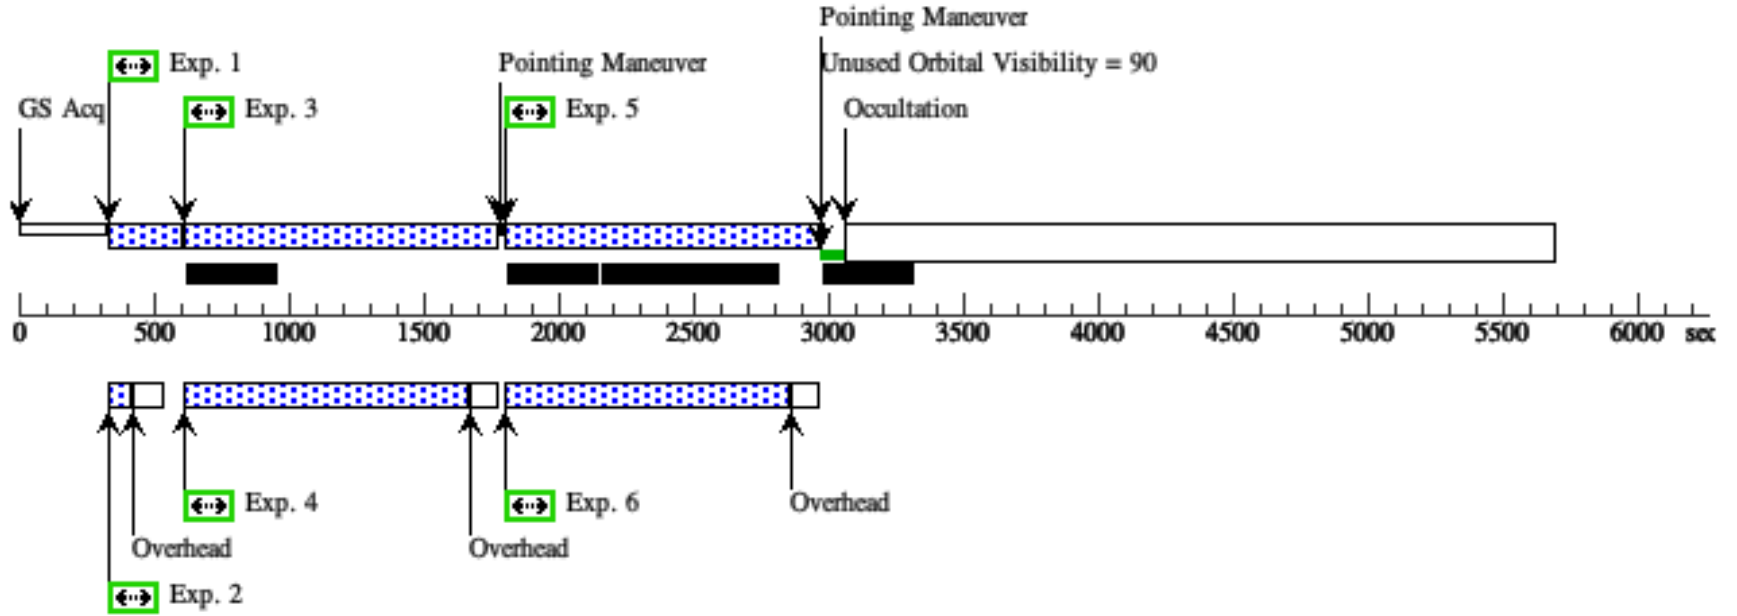 Pointing Maneuver
Exp. 1 Pointing Maneuver Unused Orbital Visibility = 90
GS Acq Exp. 3 Exp. 5 Occultation
0 500 1000 1500 2000 2500 3000 3500 4000 4500 5000 5500 6000 sec
Exp. 4 Exp. 6 Overhead
Overhead Overhead
Exp. 2